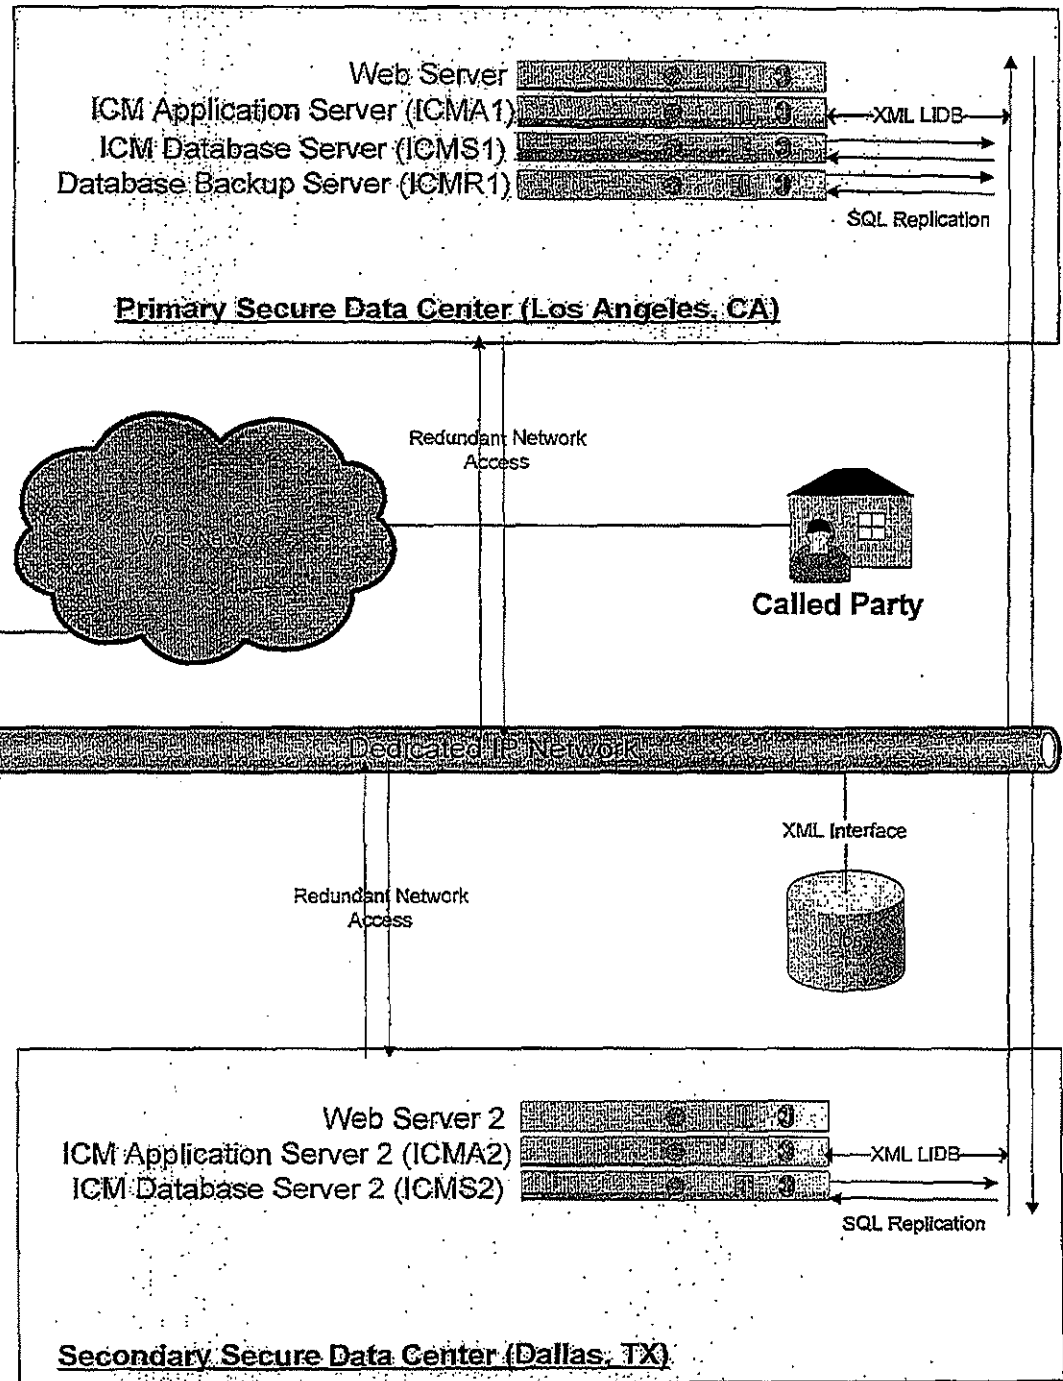 Web Server
ICM Application Server (ICMA1)
XML LIDB
ICM Database Server (ICMS1)
Database Backup Server (ICMR1)
SQL Replication
Primary Secure Data Center (Los Angeles, CA)
Redundant Network
Access
Network
Called Party
Dedicated IP Network
XML Interface
Redundant Network
Access
Web Server 2
ICM Application Server 2 (ICMA2)
XML LIDB
ICM Database Server 2 (ICMS2)
SQL Replication
Secondary Secure Data Center (Dallas, TX)